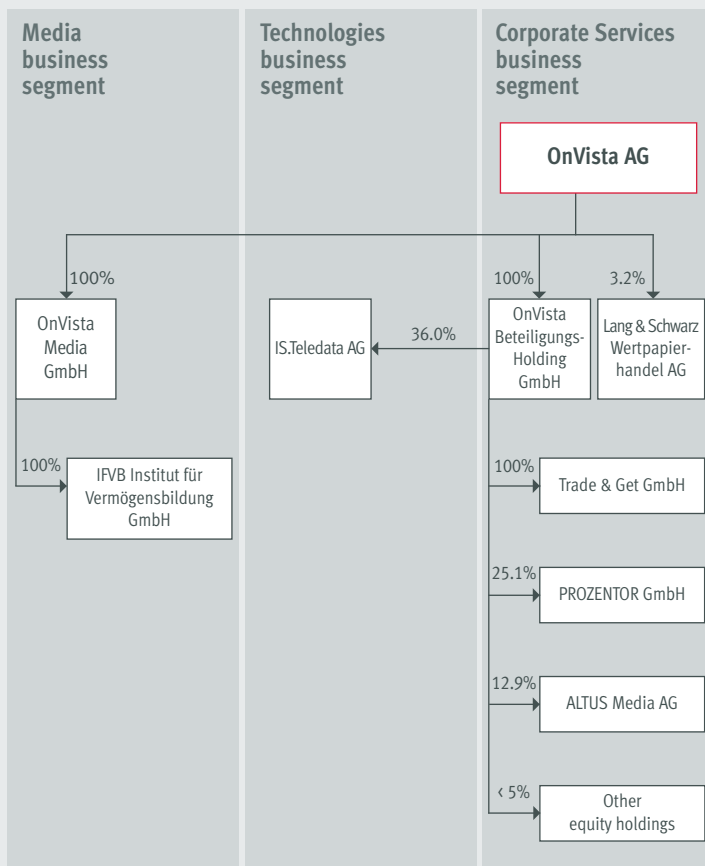 Media
business
segment
Technologies
business
segment
Corporate Services
business
segment
OnVista AG
100%
100%
3.2%
OnVista
Media
GmbH
IS.Teledata AG
36.0%
OnVista
Beteiligungs-
Holding
GmbH
Lang & Schwarz
Wertpapier-
handel AG
100%
IFVB Institut für
Vermögensbildung
GmbH
100%
Trade & Get GmbH
25.1%
PROZENTOR GmbH
12.9%
ALTUS Media AG
< 5%
Other
equity holdings